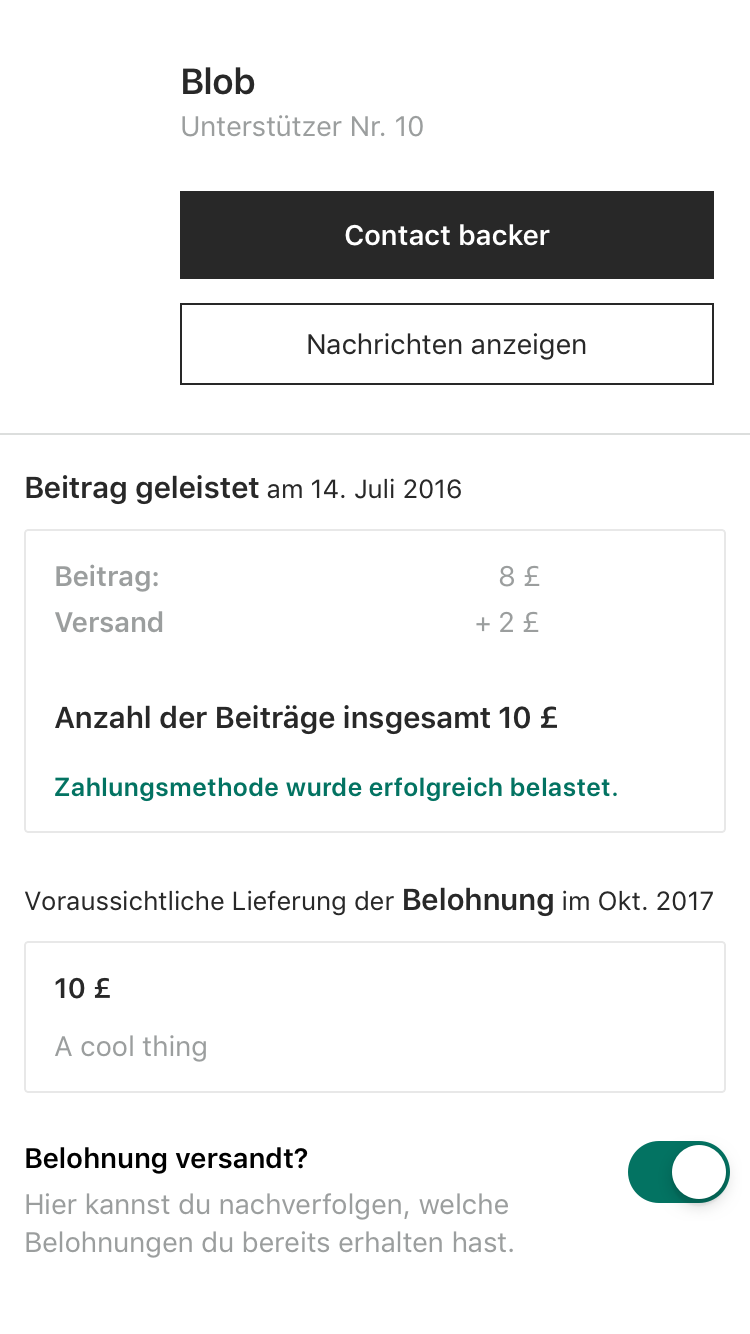 Blob
Unterstützer Nr. 10
Contact backer
Nachrichten anzeigen
Beitrag geleistet am 14. Juli 2016
Beitrag: 8 £
Versand + 2 £
Anzahl der Beiträge insgesamt 10 £
Zahlungsmethode wurde erfolgreich belastet.
Voraussichtliche Lieferung der Belohnung im Okt. 2017
10 £
A cool thing
Belohnung versandt?
Hier kannst du nachverfolgen, welche
Belohnungen du bereits erhalten hast.